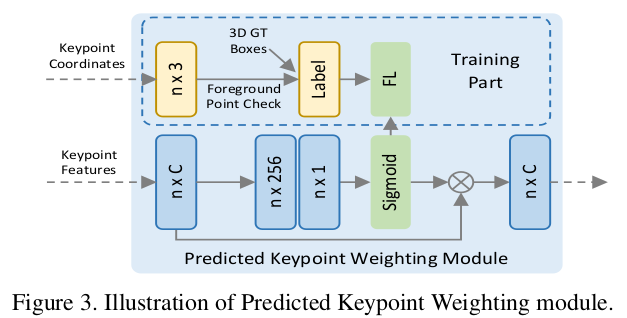 Keypoint
Coordinates
n x 3
3D GT
Boxes
Foreground
Point Check
Label
FL
Training
Part
Keypoint
Features
n x C
n x 256
n x 1
Sigmoid
n x C
Predicted Keypoint Weighting Module
Figure 3. Illustration of Predicted Keypoint Weighting module.